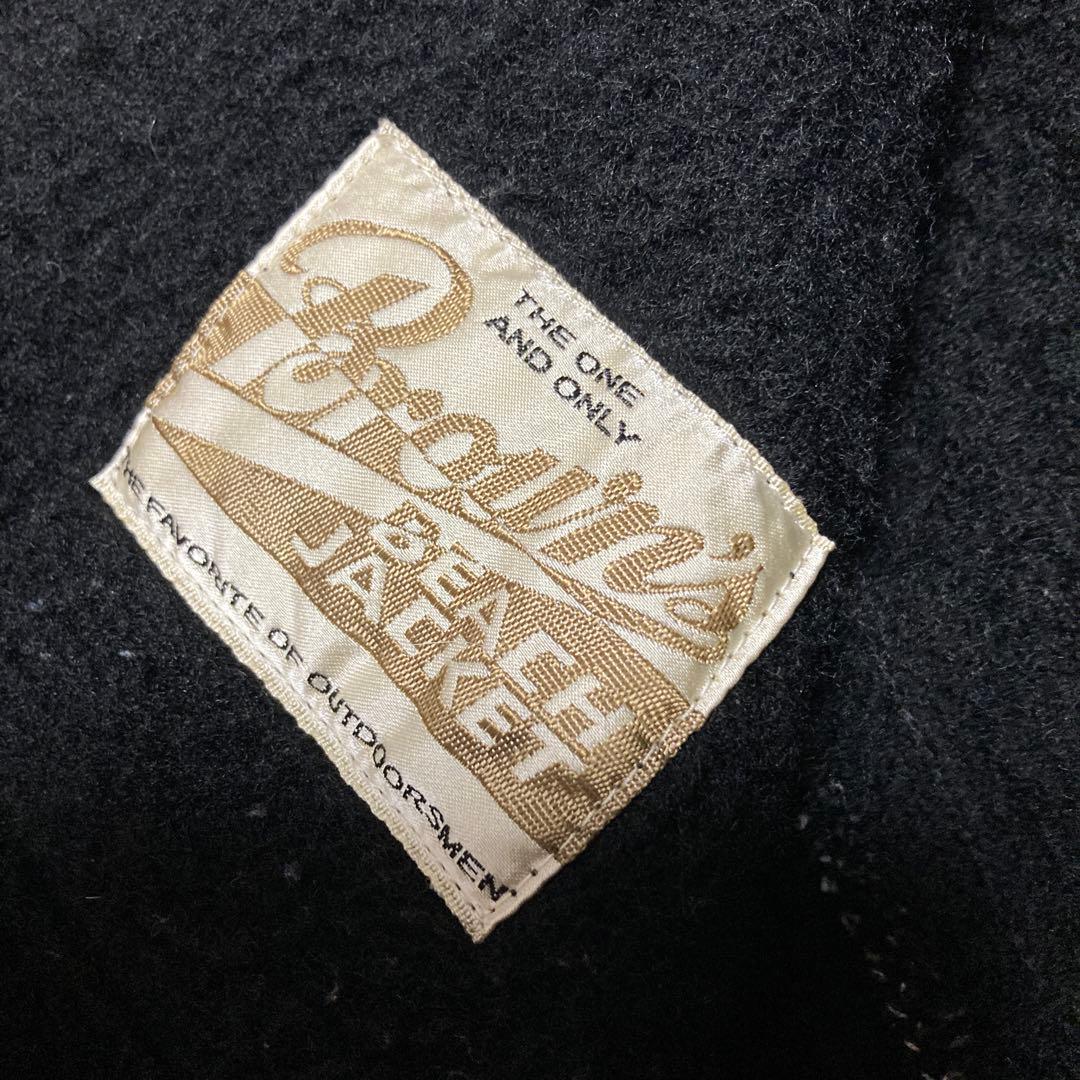 THE ONE
AND ONLY
Brown's
BEACH
JACKET
THE FAVORITE OF OUTDOORSMEN